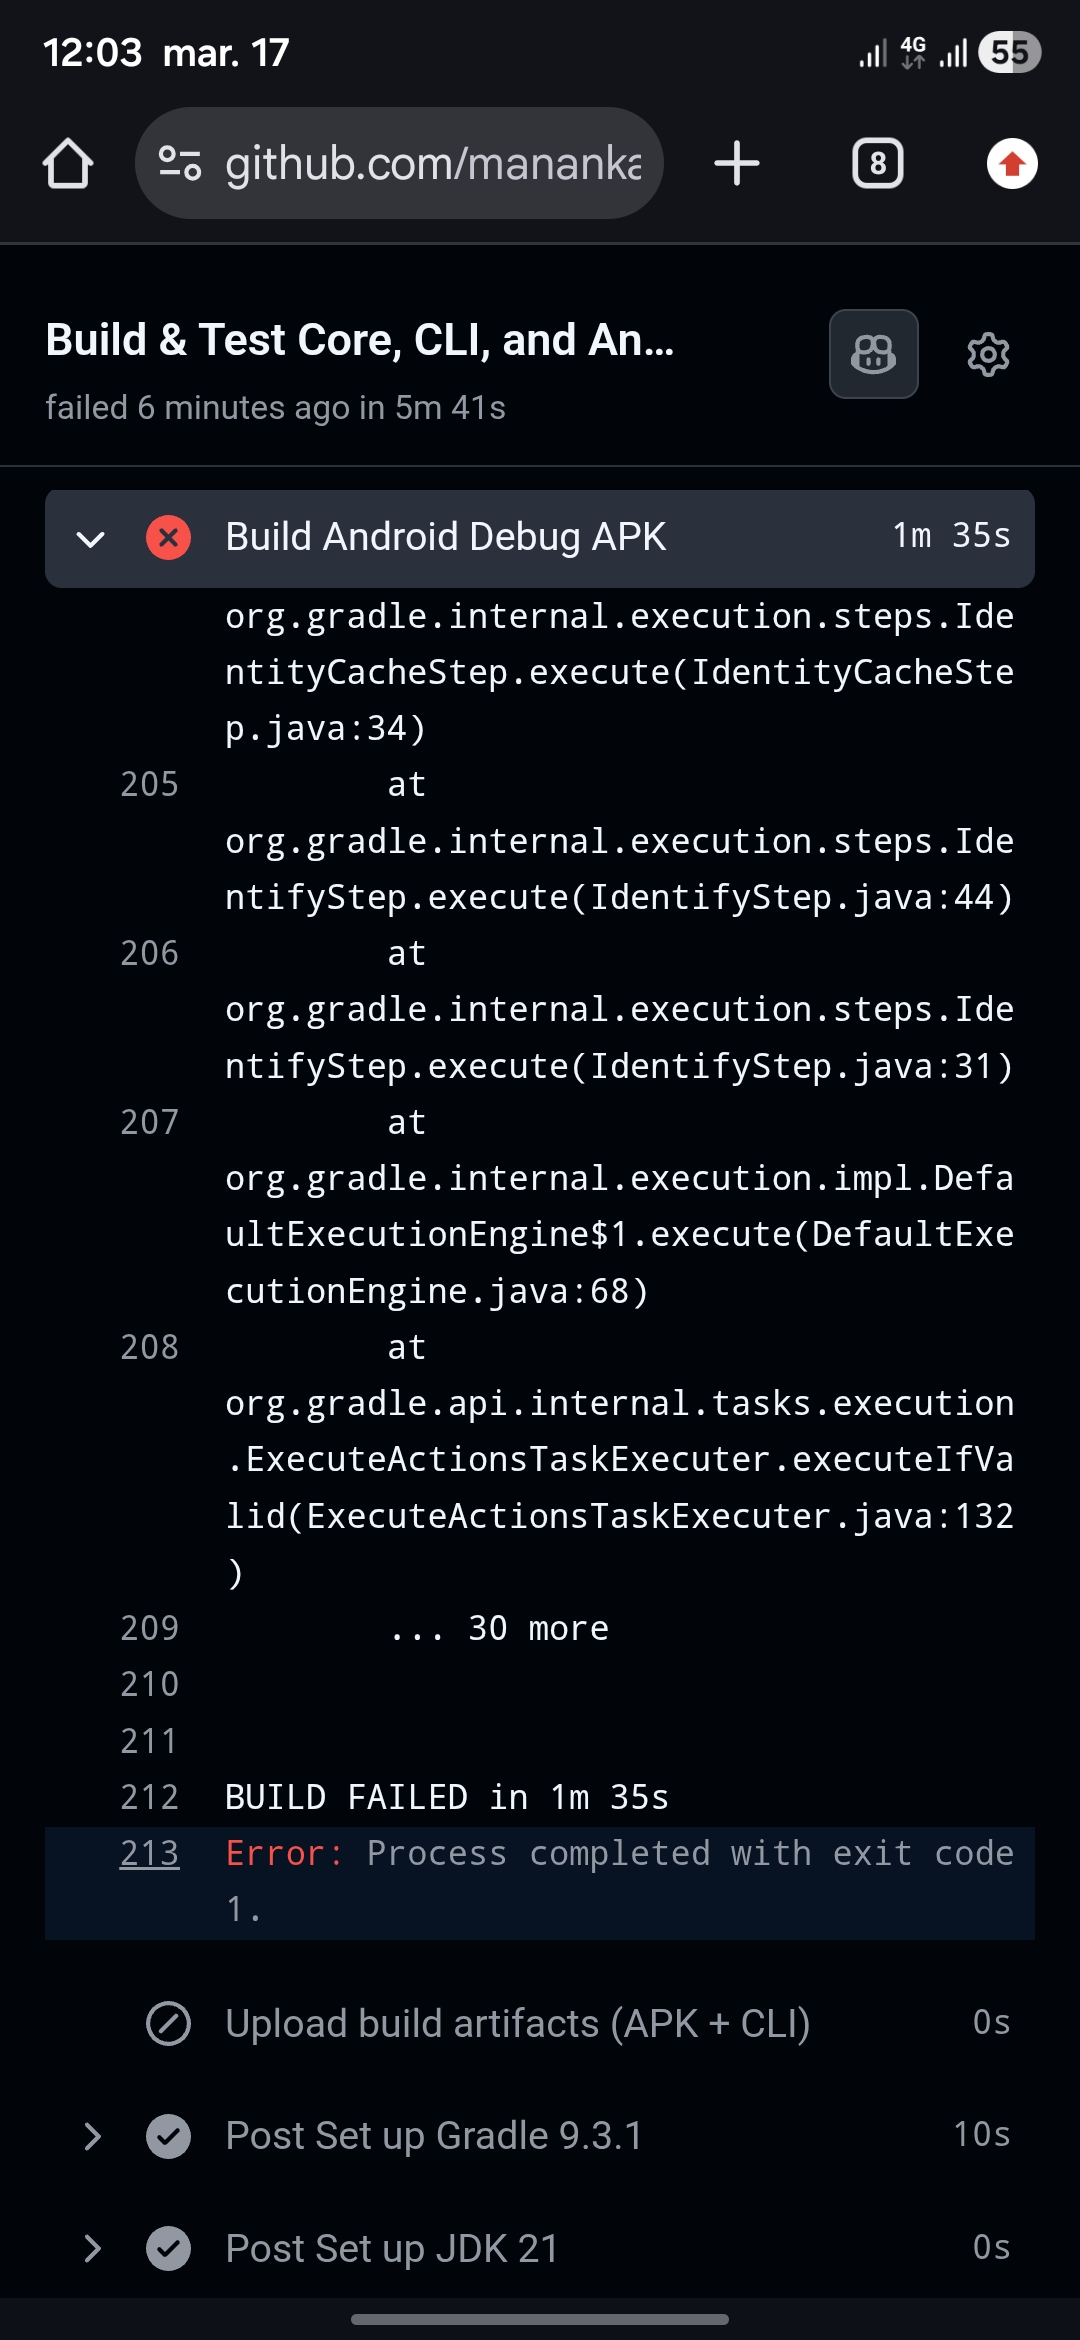 12:03 mar. 17
4G
55
github.com/mananka
8
Build & Test Core, CLI, and An...
failed 6 minutes ago in 5m 41s
Build Android Debug APK 1m 35s
org.gradle.internal.execution.steps.Ide
ntityCacheStep.execute(IdentityCacheSte
p.java:34)
205 at
org.gradle.internal.execution.steps.Ide
ntifyStep.execute(IdentifyStep.java:44)
206 at
org.gradle.internal.execution.steps.Ide
ntifyStep.execute(IdentifyStep.java:31)
207 at
org.gradle.internal.execution.impl.Defa
ultExecutionEngine$1.execute(DefaultExe
cutionEngine.java:68)
208 at
org.gradle.api.internal.tasks.execution
.ExecuteActionsTaskExecuter.executeIfVa
lid(ExecuteActionsTaskExecuter.java:132
)
209 ... 30 more
210
211
212 BUILD FAILED in 1m 35s
213 Error: Process completed with exit code
1.
Upload build artifacts (APK + CLI) 0s
Post Set up Gradle 9.3.1 10s
Post Set up JDK 21 0s